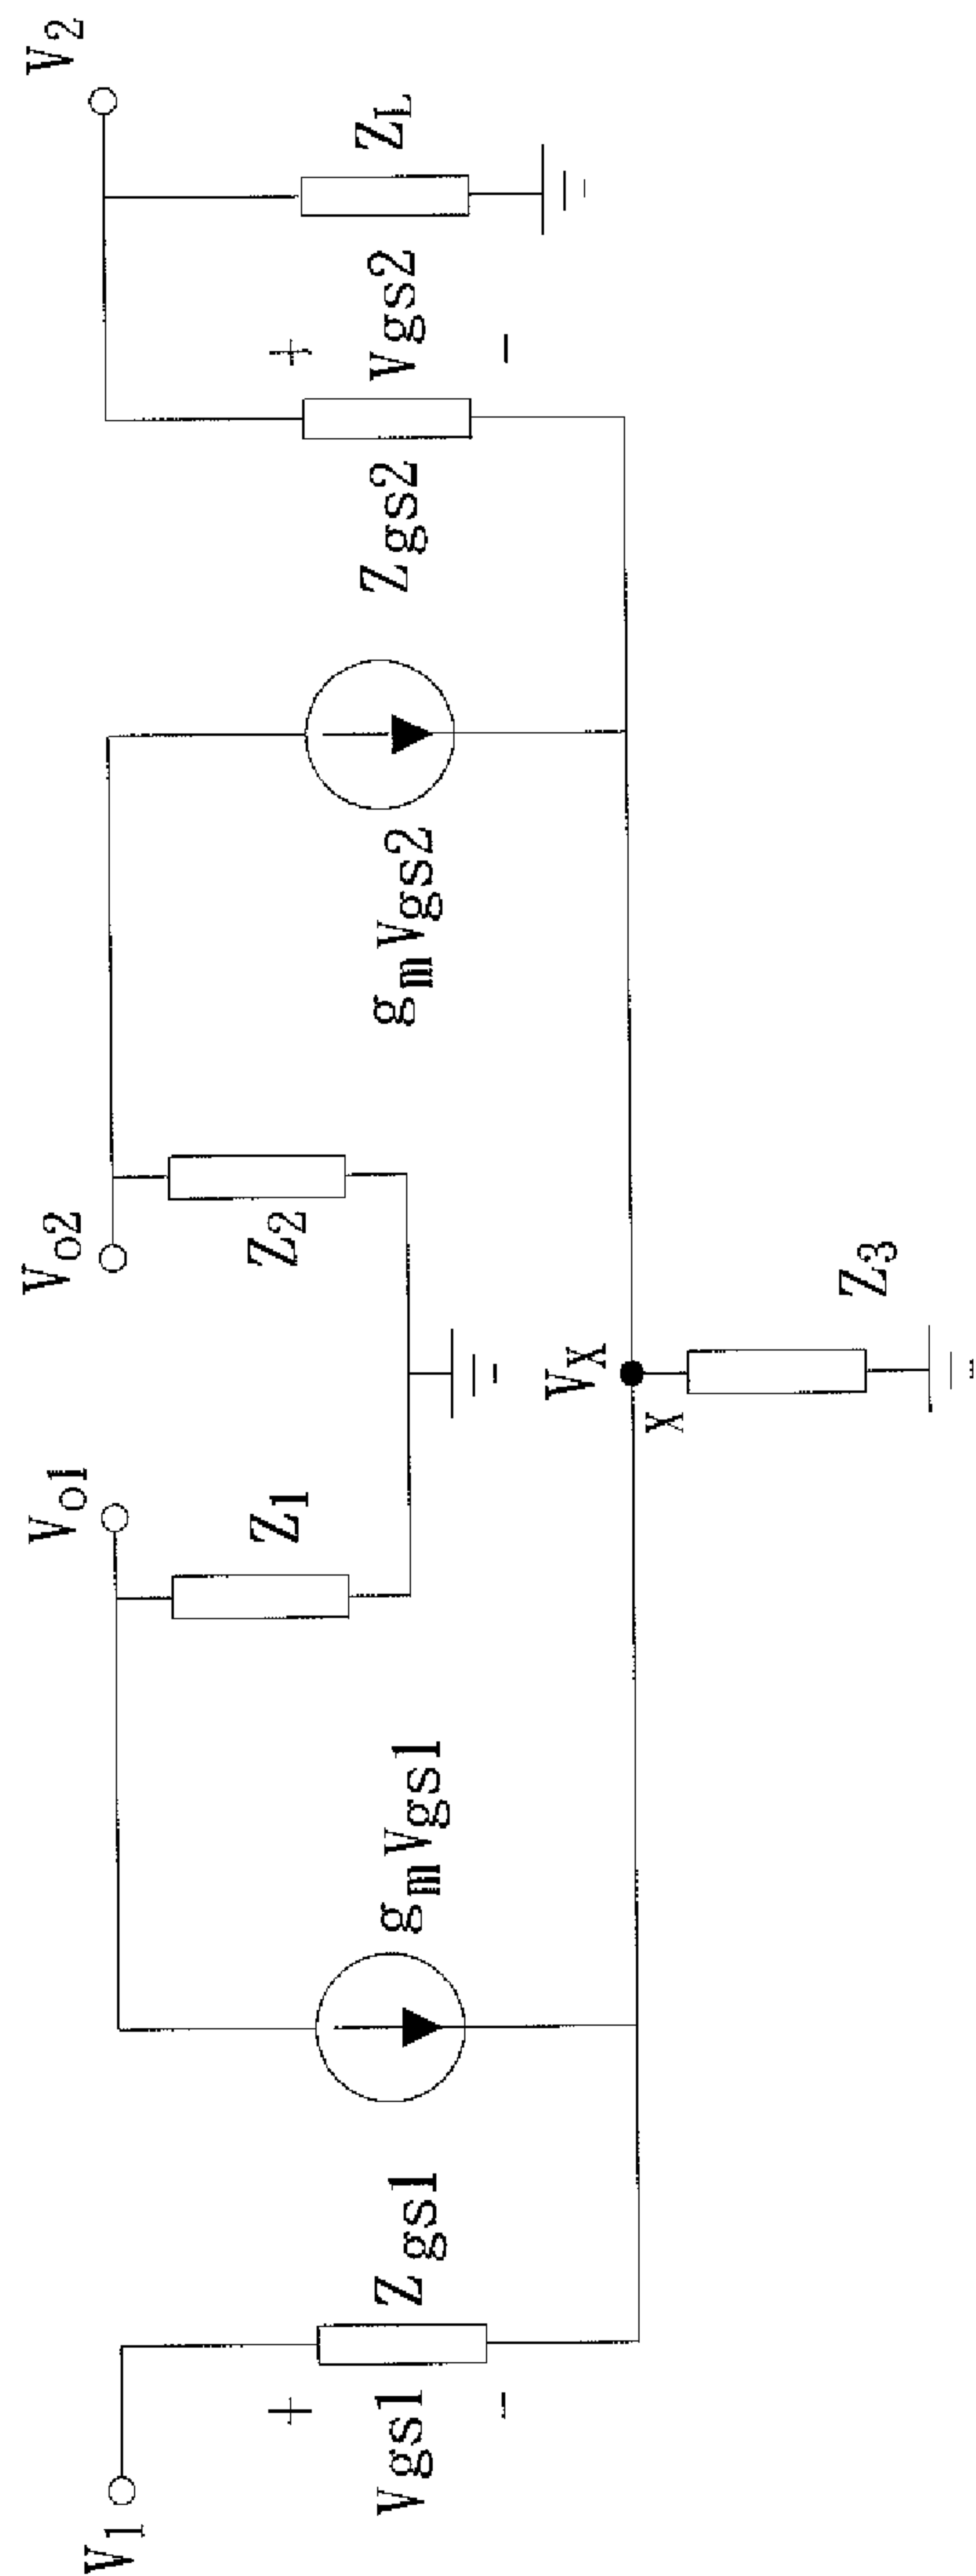 V1
Vgs1
+
-
Zgs1
gmVgs1
Vo1
Z1
Vo2
Z2
VX
X
Z3
gmVgs2
Zgs2
Vgs2
+
-
ZL
V2